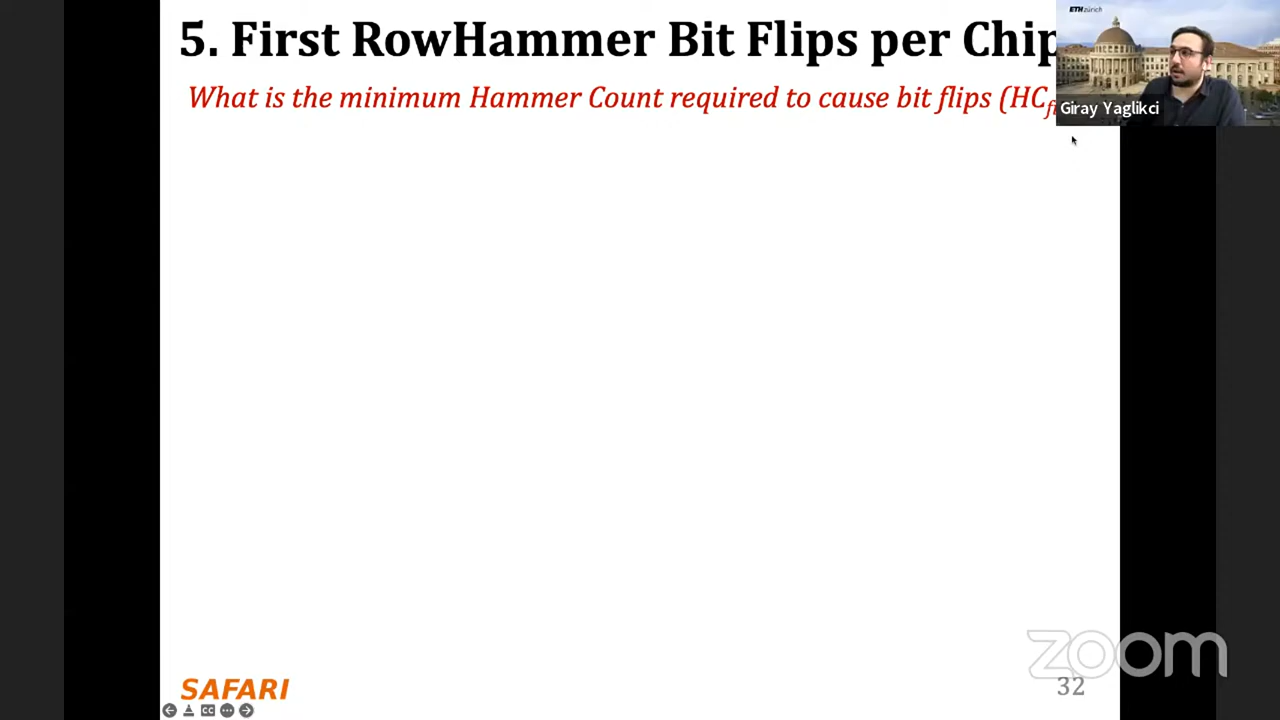 5. First RowHammer Bit Flips per Chip
What is the minimum Hammer Count required to cause bit flips (HC
ETH zürich
Giray Yaglikci
zoom
SAFARI
32